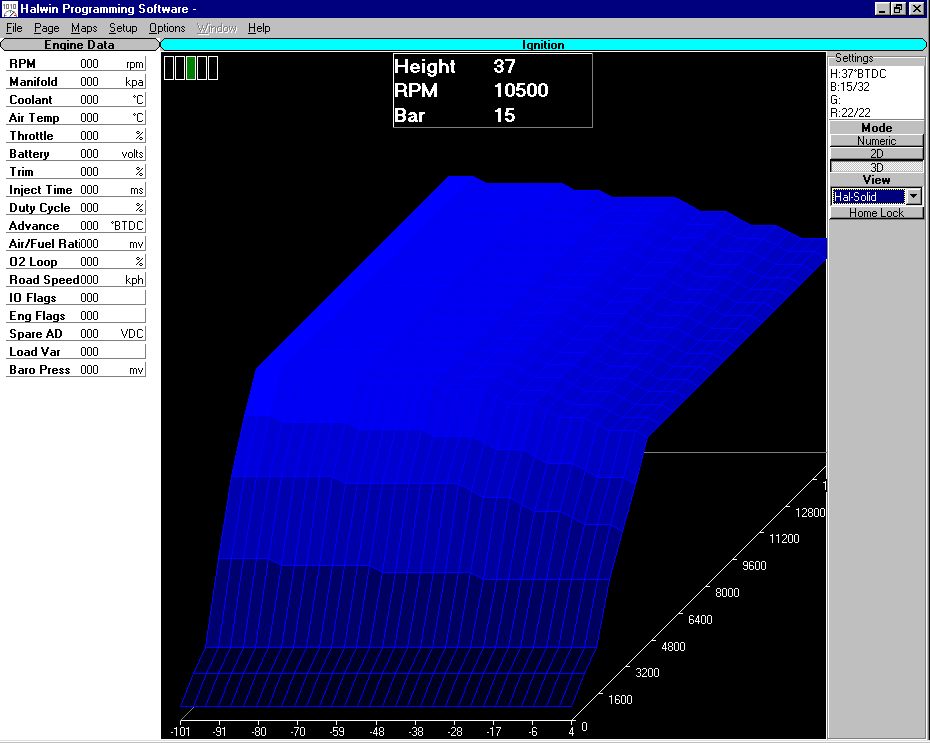 Halwin Programming Software -
File Page Maps Setup Options Window Help
Engine Data
RPM 000 rpm
Manifold 000 kpa
Coolant 000 °C
Air Temp 000 °C
Throttle 000 %
Battery 000 volts
Trim 000 %
Inject Time 000 ms
Duty Cycle 000 %
Advance 000 °BTDC
Air/Fuel Rati000 mv
O2 Loop 000 %
Road Speed000 kph
IO Flags 000
Eng Flags 000
Spare AD 000 VDC
Load Var 000
Baro Press 000 mv
Ignition
Height 37
RPM 10500
Bar 15
12800
11200
9600
8000
6400
4800
3200
1600
0
-101 -91 -80 -70 -59 -48 -38 -28 -17 -6 4
Settings
H:37°BTDC
B:15/32
G:
R:22/22
Mode
Numeric
2D
3D
View
Hal-Solid
Home Lock